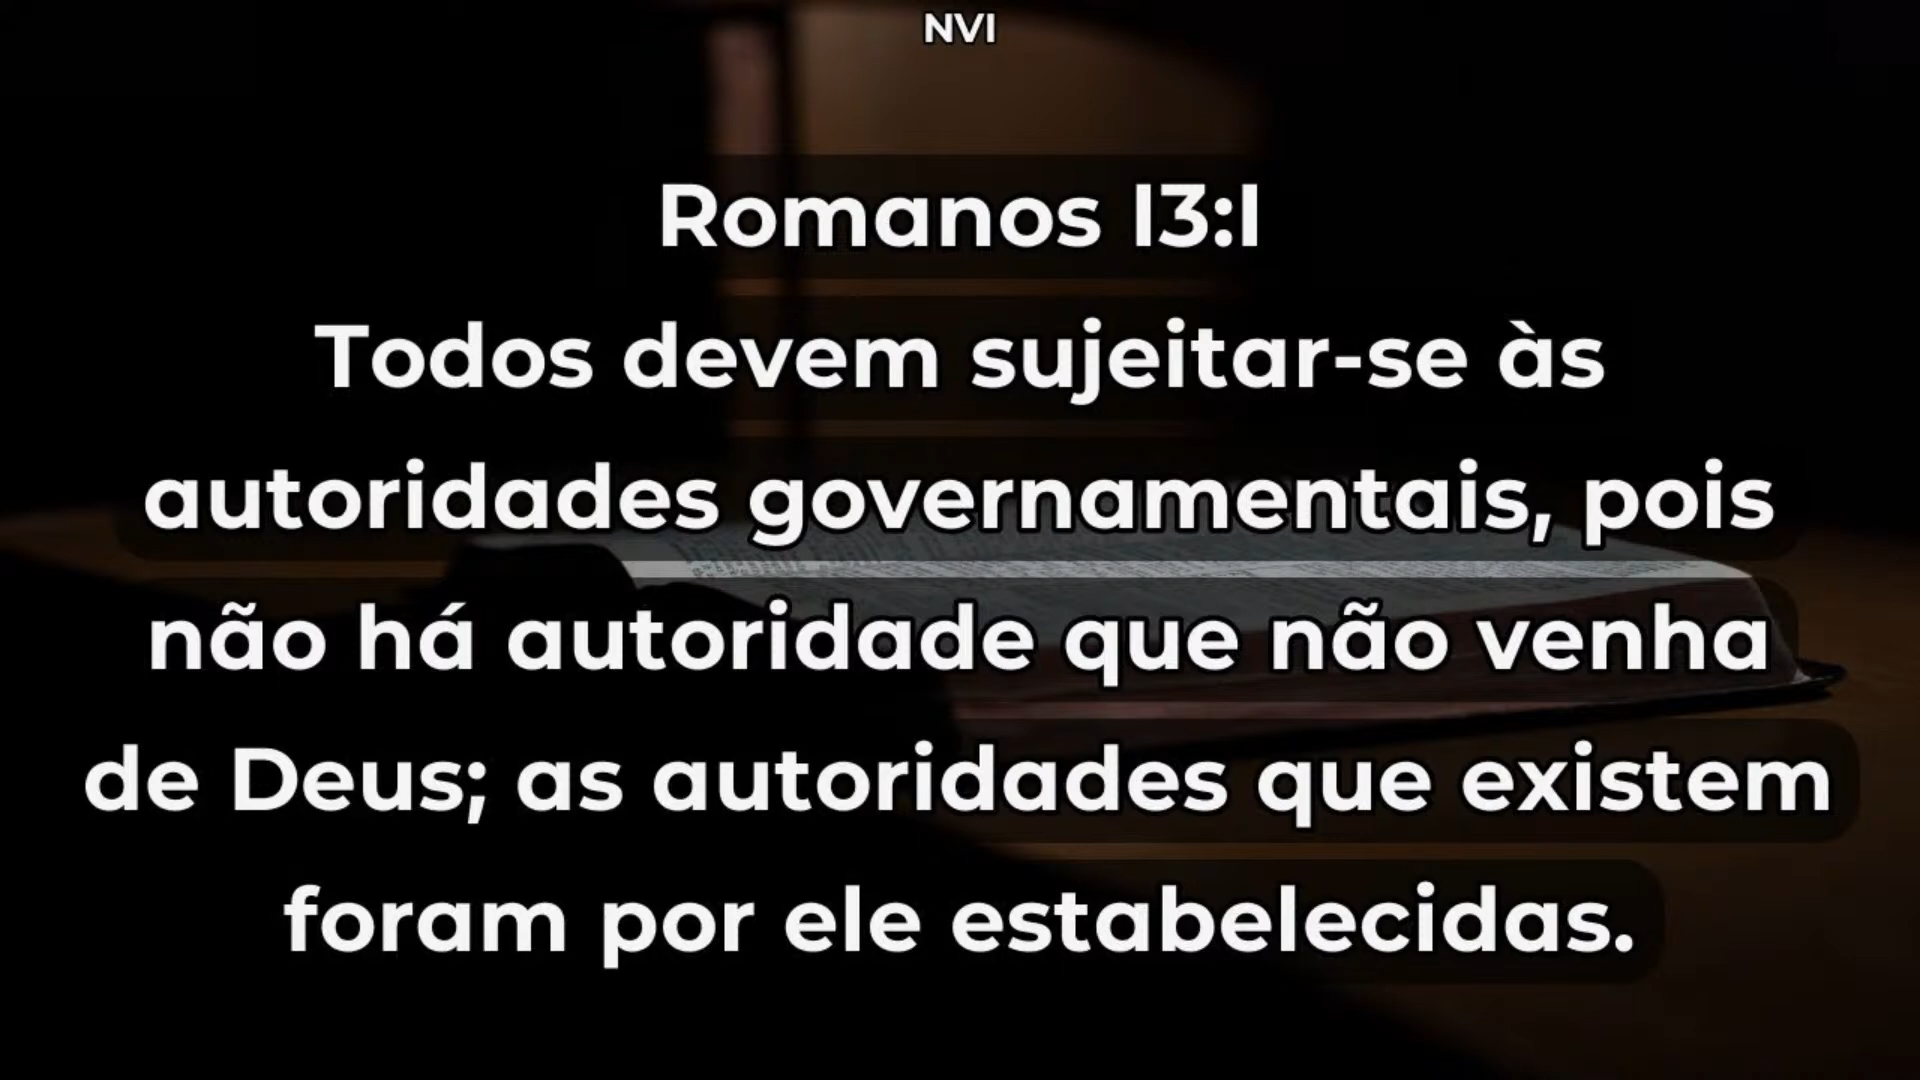 NVI
Romanos 13:1
Todos devem sujeitar-se às
autoridades governamentais, pois
não há autoridade que não venha
de Deus; as autoridades que existem
foram por ele estabelecidas.